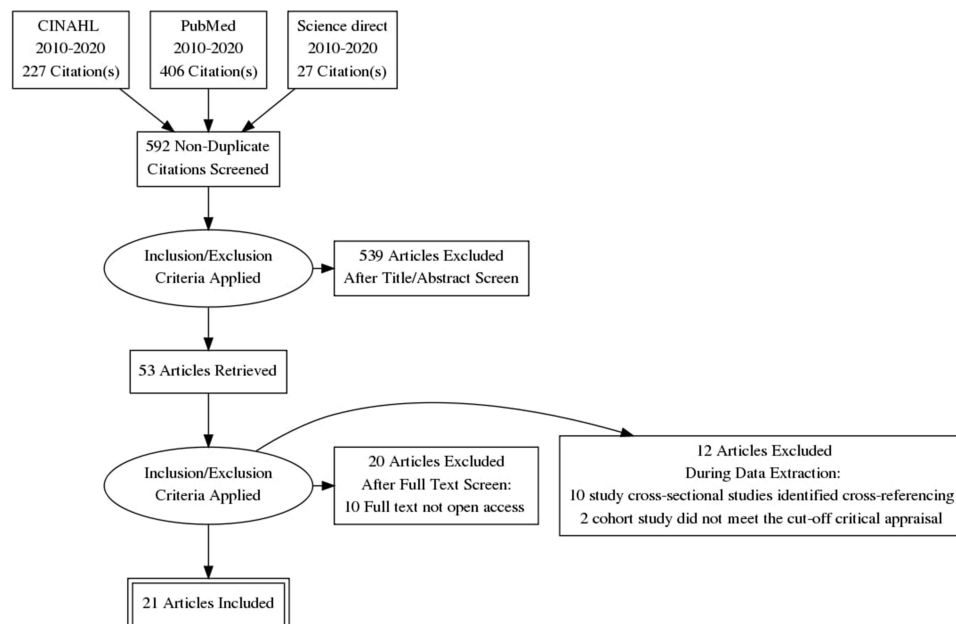 CINAHL
2010-2020
227 Citation(s)
PubMed
2010-2020
406 Citation(s)
Science direct
2010-2020
27 Citation(s)
592 Non-Duplicate
Citations Screened
Inclusion/Exclusion
Criteria Applied
539 Articles Excluded
After Title/Abstract Screen
53 Articles Retrieved
Inclusion/Exclusion
Criteria Applied
20 Articles Excluded
After Full Text Screen:
10 Full text not open access
12 Articles Excluded
During Data Extraction:
10 study cross-sectional studies identified cross-referencing
2 cohort study did not meet the cut-off critical appraisal
21 Articles Included